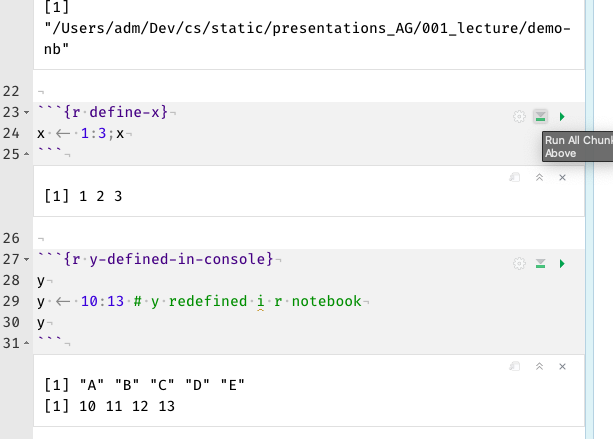 [1]
"/Users/adm/Dev/cs/static/presentations_AG/001_lecture/demo-
nb"
22 ¬
23 ```{r·define-x}¬
24 x·<-·1:3;x¬
25 ```¬
Run All Chun
Above
[1] 1 2 3
26 ¬
27 ```{r·y-defined-in-console}¬
28 y¬
29 y·<-·10:13·#·y·redefined·i·r·notebook¬
30 y¬
31 ```¬
[1] "A" "B" "C" "D" "E"
[1] 10 11 12 13